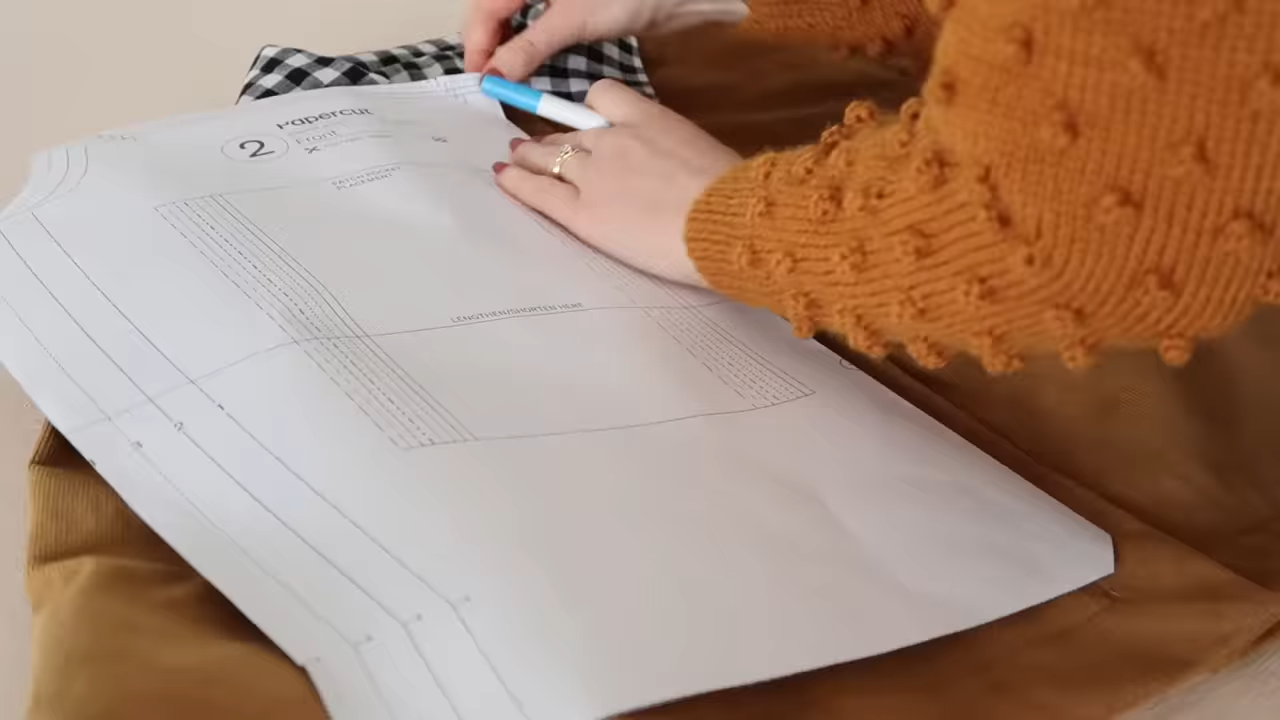 Papercut
2
Front
PATCH POCKET
PLACEMENT
LENGTHEN/SHORTEN HERE